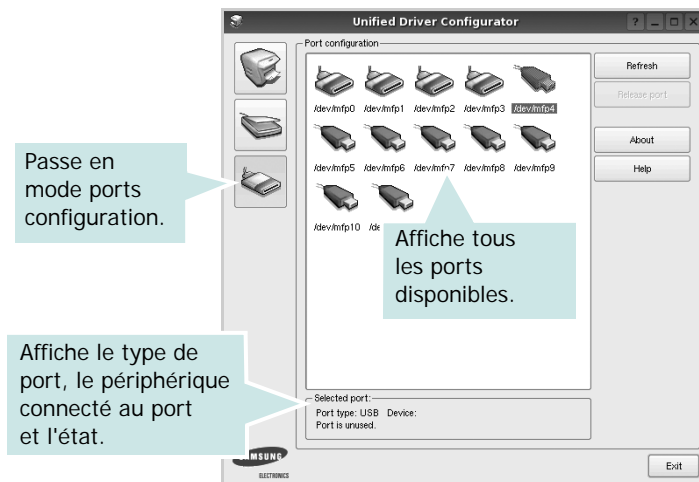 Unified Driver Configurator
Port configuration
/dev/mfp0 /dev/mfp1 /dev/mfp2 /dev/mfp3 /dev/mfp4
/dev/mfp5 /dev/mfp6 /dev/mfp7 /dev/mfp8 /dev/mfp9
/dev/mfp10
Refresh
Release port
About
Help
Passe en
mode ports
configuration.
Affiche tous
les ports
disponibles.
Affiche le type de
port, le périphérique
connecté au port
et l'état.
Selected port:
Port type: USB Device:
Port is unused.
ELECTRONICS
Exit